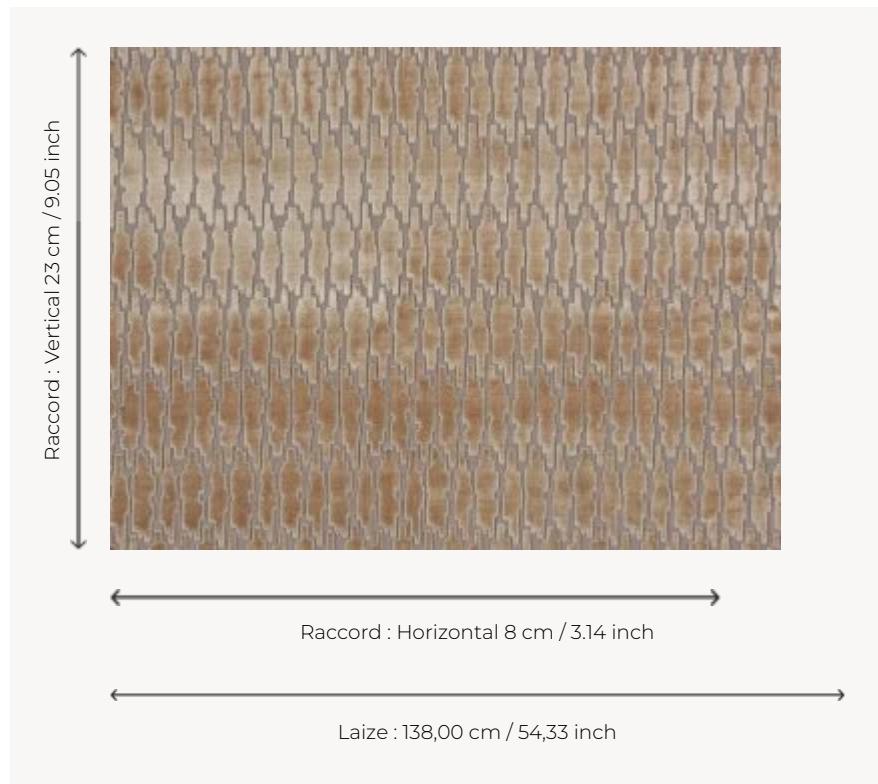 Raccord : Vertical 23 cm / 9.05 inch
Raccord : Horizontal 8 cm / 3.14 inch
Laize : 138,00 cm / 54,33 inch